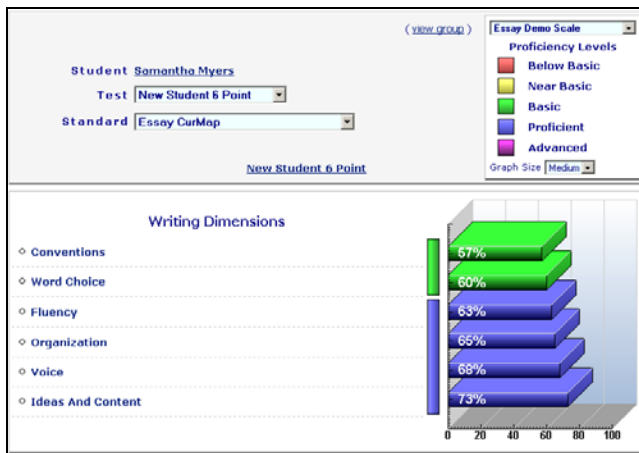 ( view group )
Student Samantha Myers
Test New Student 6 Point
Standard Essay CurMap
New Student 6 Point
Essay Demo Scale
Proficiency Levels
Below Basic
Near Basic
Basic
Proficient
Advanced
Graph Size Medium
Writing Dimensions
Conventions 57%
Word Choice 60%
Fluency 63%
Organization 65%
Voice 68%
Ideas And Content 73%
0 20 40 60 80 100